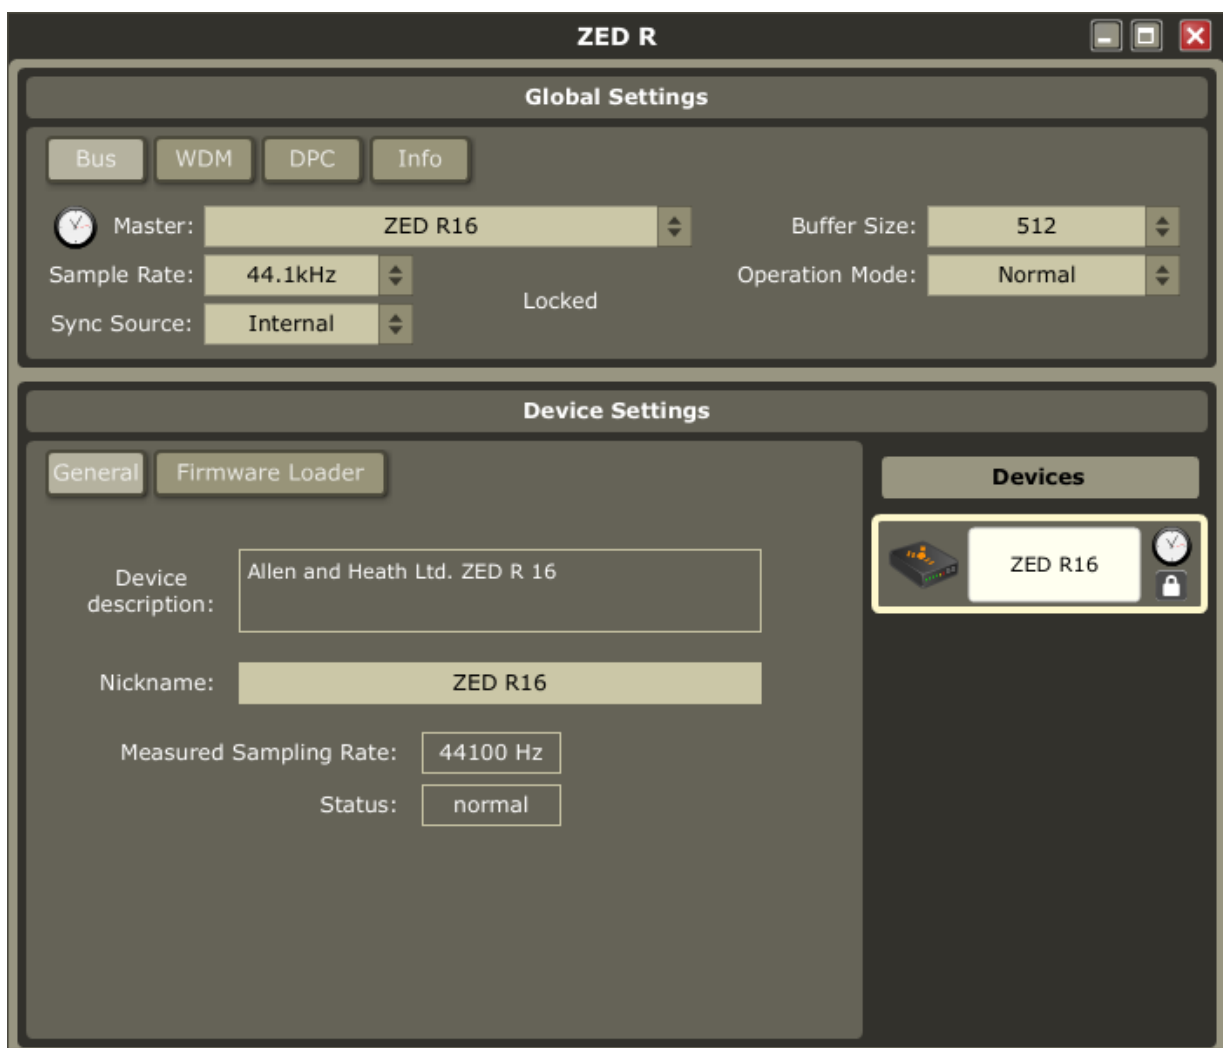 ZED R
Global Settings
Bus WDM DPC Info
Master: ZED R16 Buffer Size: 512
Sample Rate: 44.1kHz Operation Mode: Normal
Locked
Sync Source: Internal
Device Settings
General Firmware Loader
Devices
ZED R16
Device
description:
Allen and Heath Ltd. ZED R 16
Nickname: ZED R16
Measured Sampling Rate: 44100 Hz
Status: normal